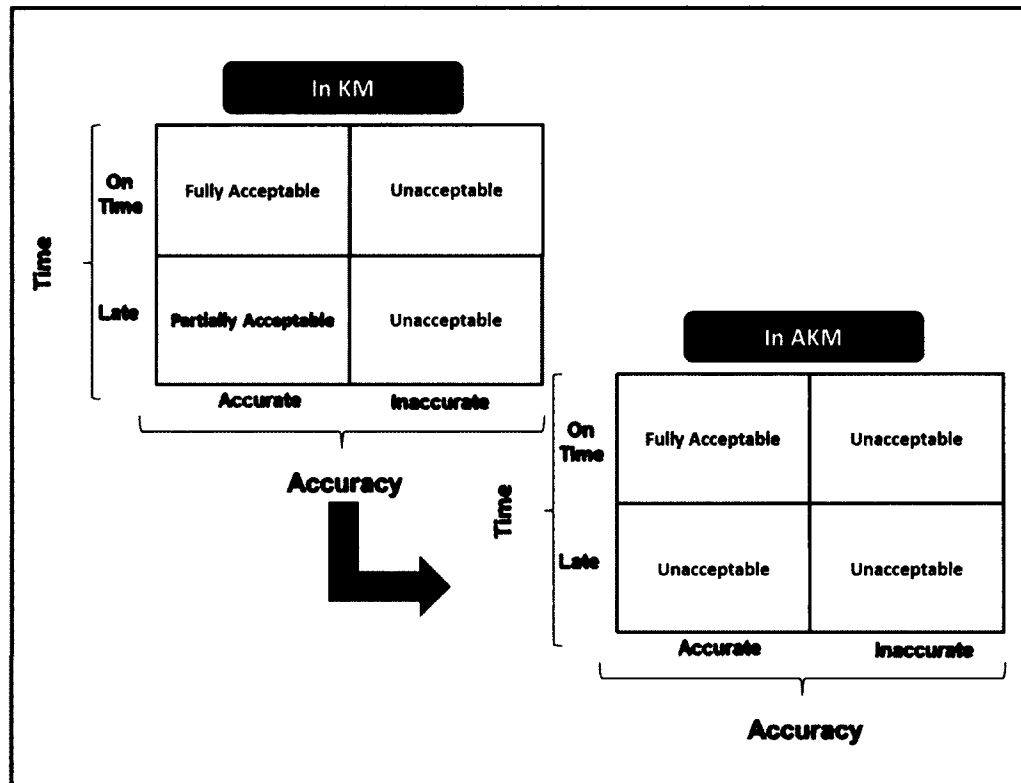 In KM
On
Time
Fully Acceptable
Unacceptable
Time
Late
Partially Acceptable
Unacceptable
Accurate
Inaccurate
Accuracy
In AKM
On
Time
Fully Acceptable
Unacceptable
Time
Late
Unacceptable
Unacceptable
Accurate
Inaccurate
Accuracy